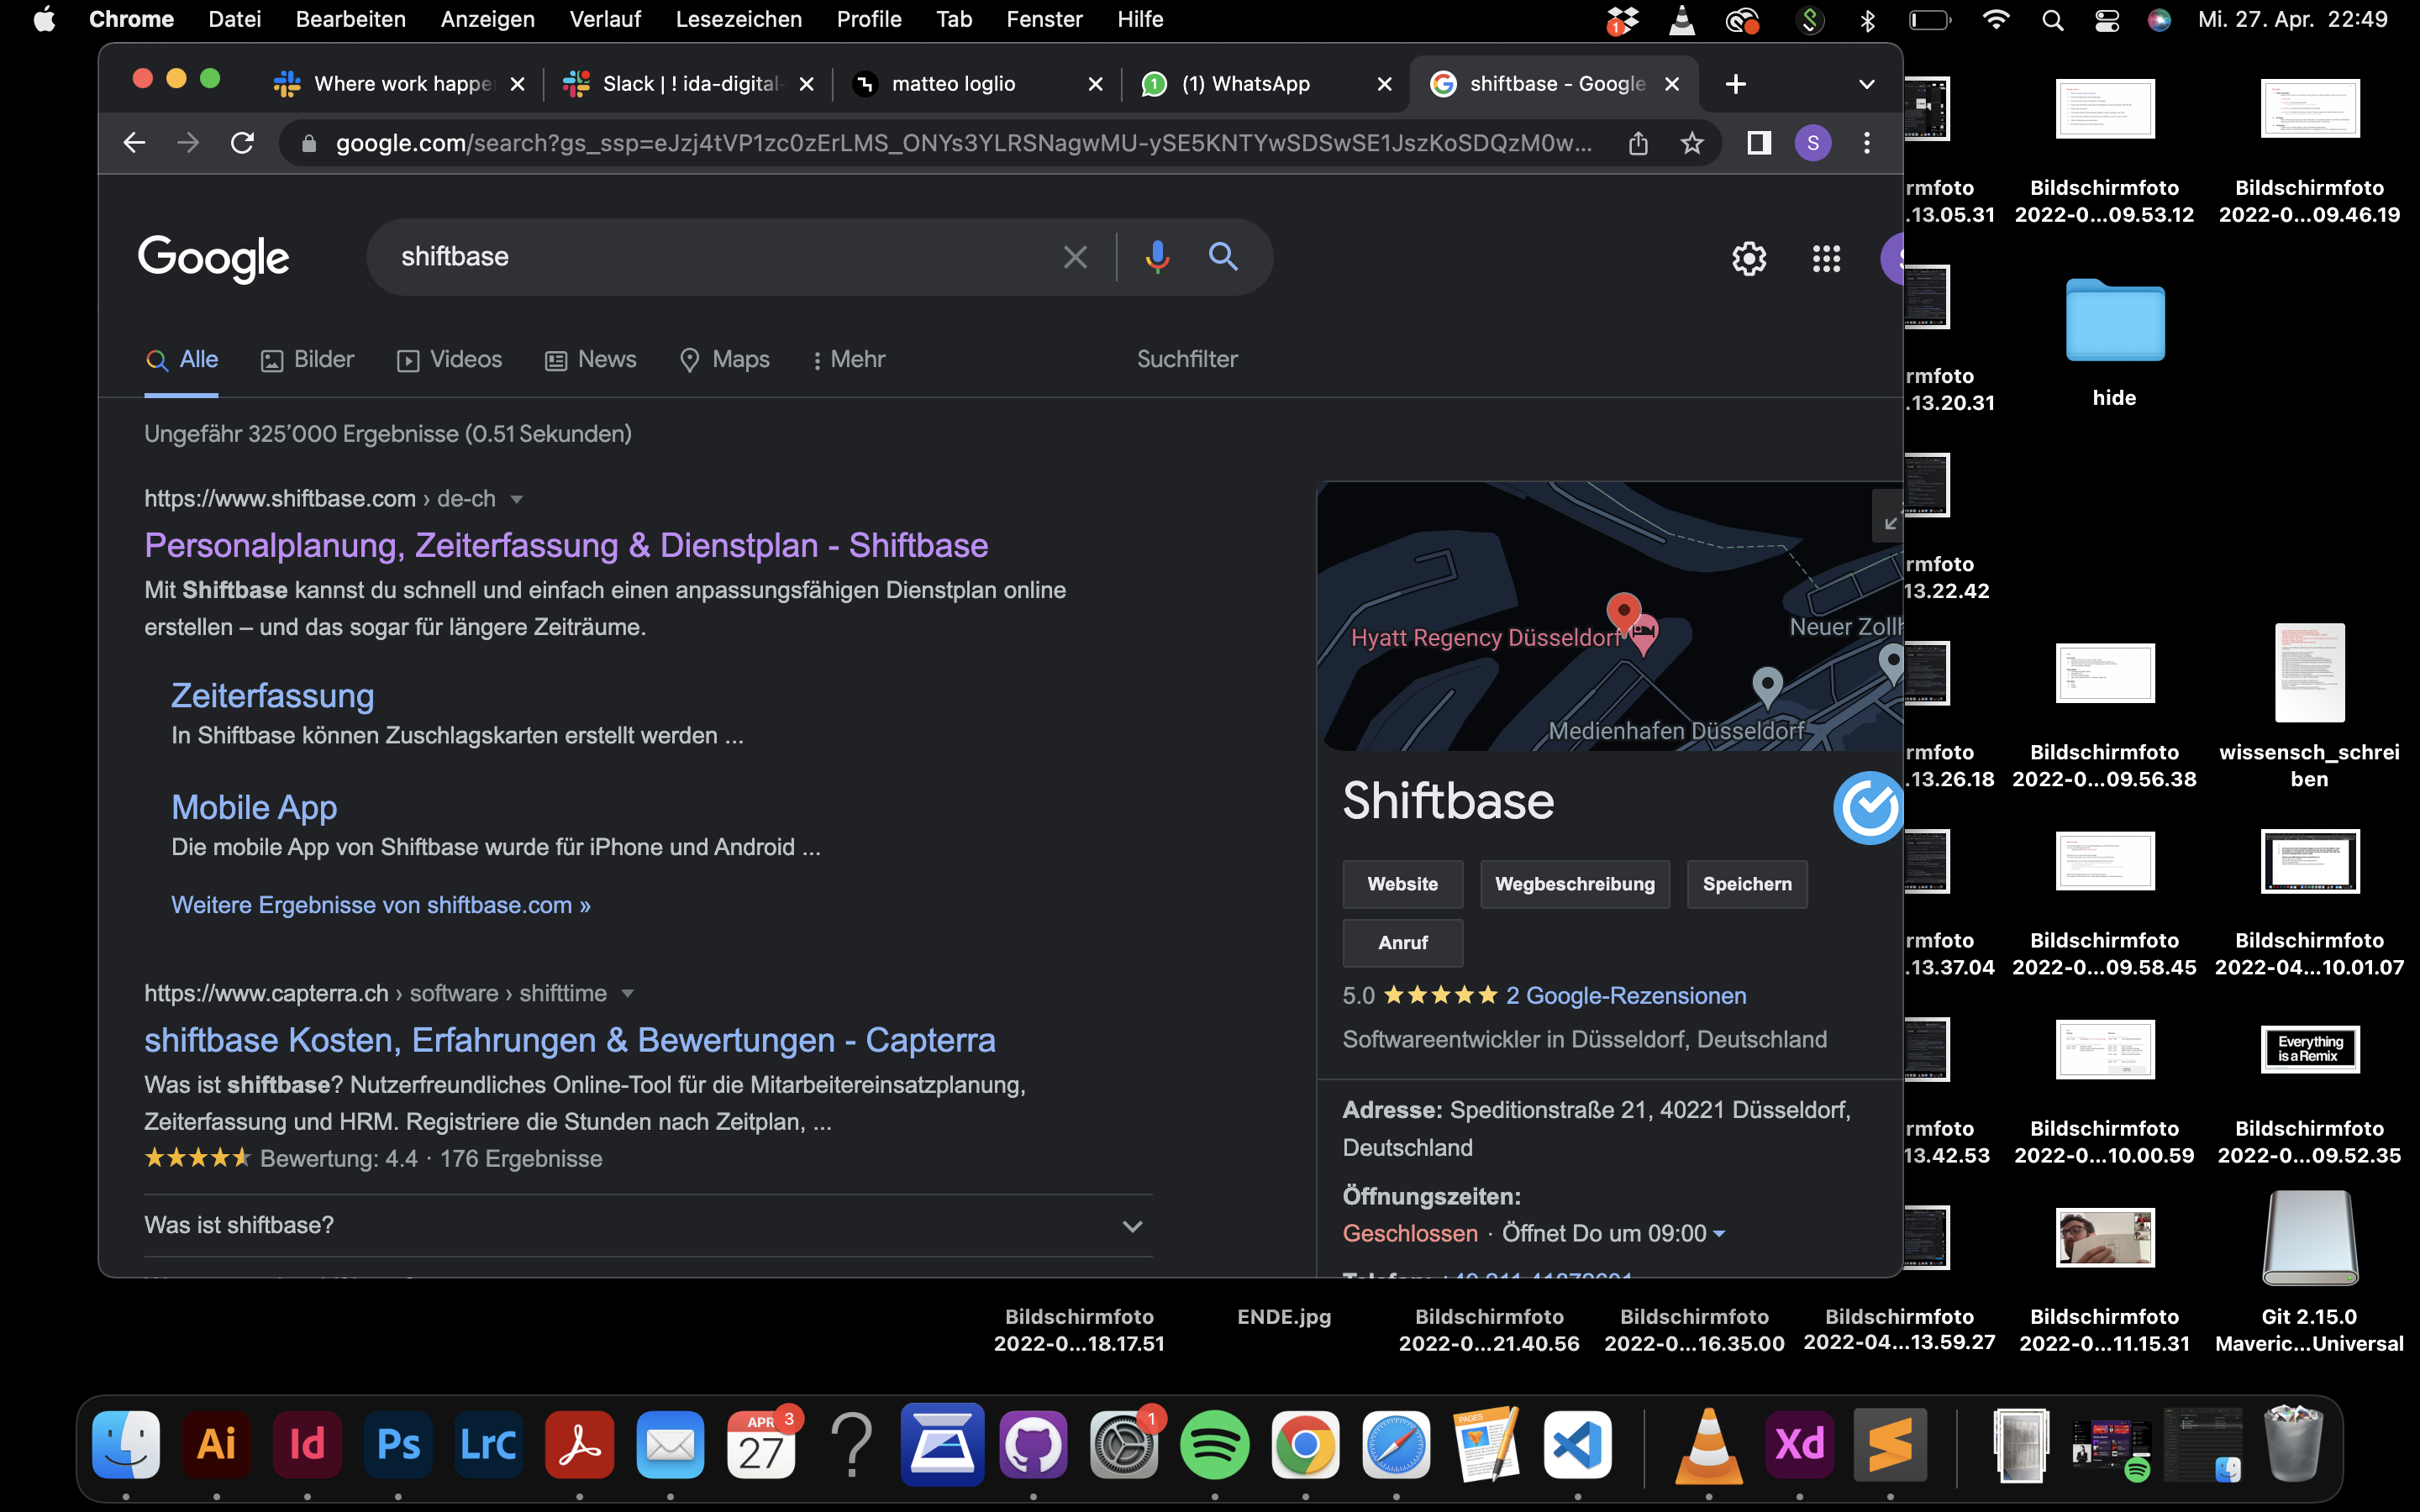 Chrome Datei Bearbeiten Anzeigen Verlauf Lesezeichen Profile Tab Fenster Hilfe
1
Mi. 27. Apr. 22:49
Where work happe
Slack | ! ida-digital-
matteo loglio
1
(1) WhatsApp
shiftbase - Google
google.com/search?gs_ssp=eJzj4tVP1zc0zErLMS_ONYs3YLRSNagwMU-ySE5KNTYwSDSwSE1JszKoSDQzM0w...
S
Google
shiftbase
Alle
Bilder
Videos
News
Maps
Mehr
Suchfilter
Ungefähr 325’000 Ergebnisse (0.51 Sekunden)
https://www.shiftbase.com › de-ch
Personalplanung, Zeiterfassung & Dienstplan - Shiftbase
Mit Shiftbase kannst du schnell und einfach einen anpassungsfähigen Dienstplan online
erstellen – und das sogar für längere Zeiträume.
Zeiterfassung
In Shiftbase können Zuschlagskarten erstellt werden ...
Mobile App
Die mobile App von Shiftbase wurde für iPhone und Android ...
Weitere Ergebnisse von shiftbase.com »
https://www.capterra.ch › software › shifttime
shiftbase Kosten, Erfahrungen & Bewertungen - Capterra
Was ist shiftbase? Nutzerfreundliches Online-Tool für die Mitarbeitereinsatzplanung,
Zeiterfassung und HRM. Registriere die Stunden nach Zeitplan, ...
Bewertung: 4.4 · 176 Ergebnisse
Was ist shiftbase?
Hyatt Regency Düsseldorf
Neuer Zollh
Medienhafen Düsseldorf
Shiftbase
Website
Wegbeschreibung
Speichern
Anruf
5.0 2 Google-Rezensionen
Softwareentwickler in Düsseldorf, Deutschland
Adresse: Speditionstraße 21, 40221 Düsseldorf,
Deutschland
Öffnungszeiten:
Geschlossen · Öffnet Do um 09:00
Telefon: +49 211 41872601
rmfoto
.13.05.31
Bildschirmfoto
2022-0...09.53.12
Bildschirmfoto
2022-0...09.46.19
rmfoto
.13.20.31
hide
rmfoto
13.22.42
rmfoto
.13.26.18
Bildschirmfoto
2022-0...09.56.38
wissensch_schrei
ben
rmfoto
.13.37.04
Bildschirmfoto
2022-0...09.58.45
Bildschirmfoto
2022-04...10.01.07
Everything
is a Remix
rmfoto
13.42.53
Bildschirmfoto
2022-0...10.00.59
Bildschirmfoto
2022-0...09.52.35
Bildschirmfoto
2022-0...18.17.51
ENDE.jpg
Bildschirmfoto
2022-0...21.40.56
Bildschirmfoto
2022-0...16.35.00
Bildschirmfoto
2022-04...13.59.27
Bildschirmfoto
2022-0...11.15.31
Git 2.15.0
Maveric...Universal
Ai
Id
Ps
LrC
APR
3
27
?
1
PAGES
Xd